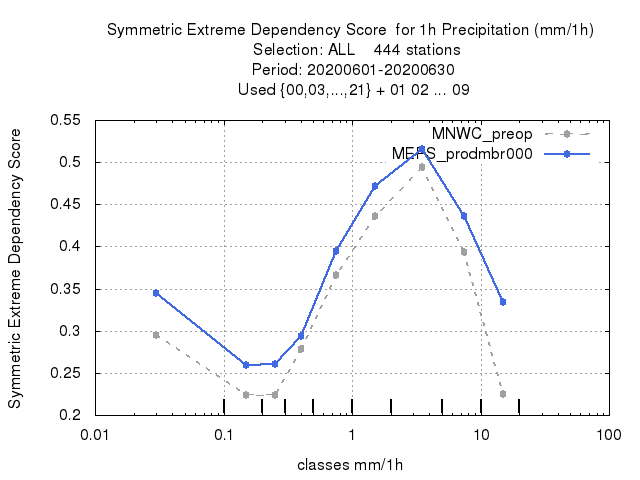 Symmetric Extreme Dependency Score for 1h Precipitation (mm/1h)
Selection: ALL 444 stations
Period: 20200601-20200630
Used {00,03,...,21} + 01 02 ... 09
MNWC_preop
MEPS_prodmbr000
Symmetric Extreme Dependency Score
0.55
0.5
0.45
0.4
0.35
0.3
0.25
0.2
0.01 0.1 1 10 100
classes mm/1h